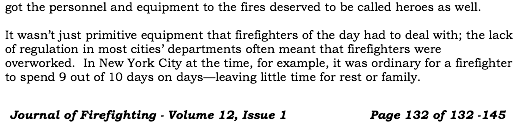 got the personnel and equipment to the fires deserved to be called heroes as well.
It wasn't just primitive equipment that firefighters of the day had to deal with; the lack
of regulation in most cities' departments often meant that firefighters were
overworked.  In New York City at the time, for example, it was ordinary for a firefighter
to spend 9 out of 10 days on days—leaving little time for rest or family.
Journal of Firefighting - Volume 12, Issue 1 Page 132 of 132 -145